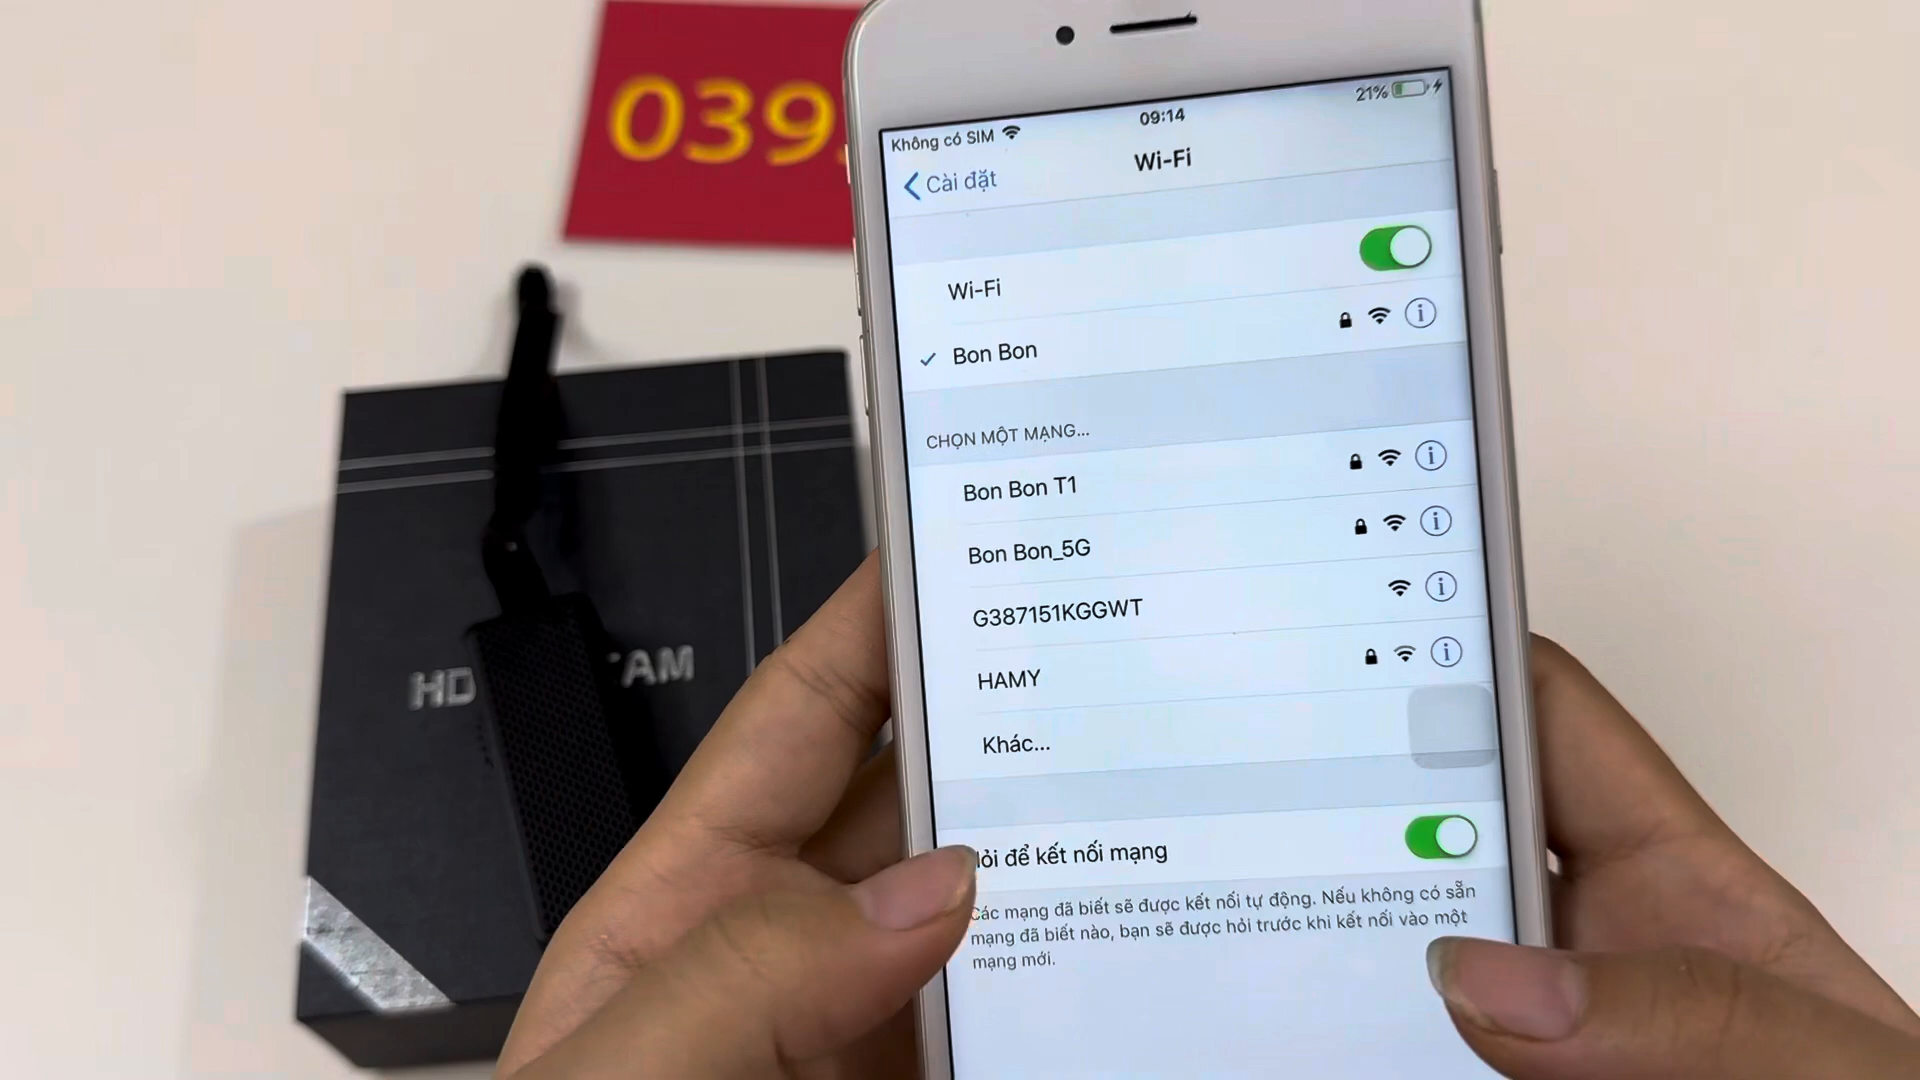 039
Không có SIM
09:14
21%
Cài đặt
Wi-Fi
Wi-Fi
Bon Bon
CHỌN MỘT MẠNG...
Bon Bon T1
Bon Bon_5G
G387151KGGWT
HAMY
Khác...
để kết nối mạng
Các mạng đã biết sẽ được kết nối tự động. Nếu không có sẵn
mạng đã biết nào, bạn sẽ được hỏi trước khi kết nối vào một
mạng mới.
HD